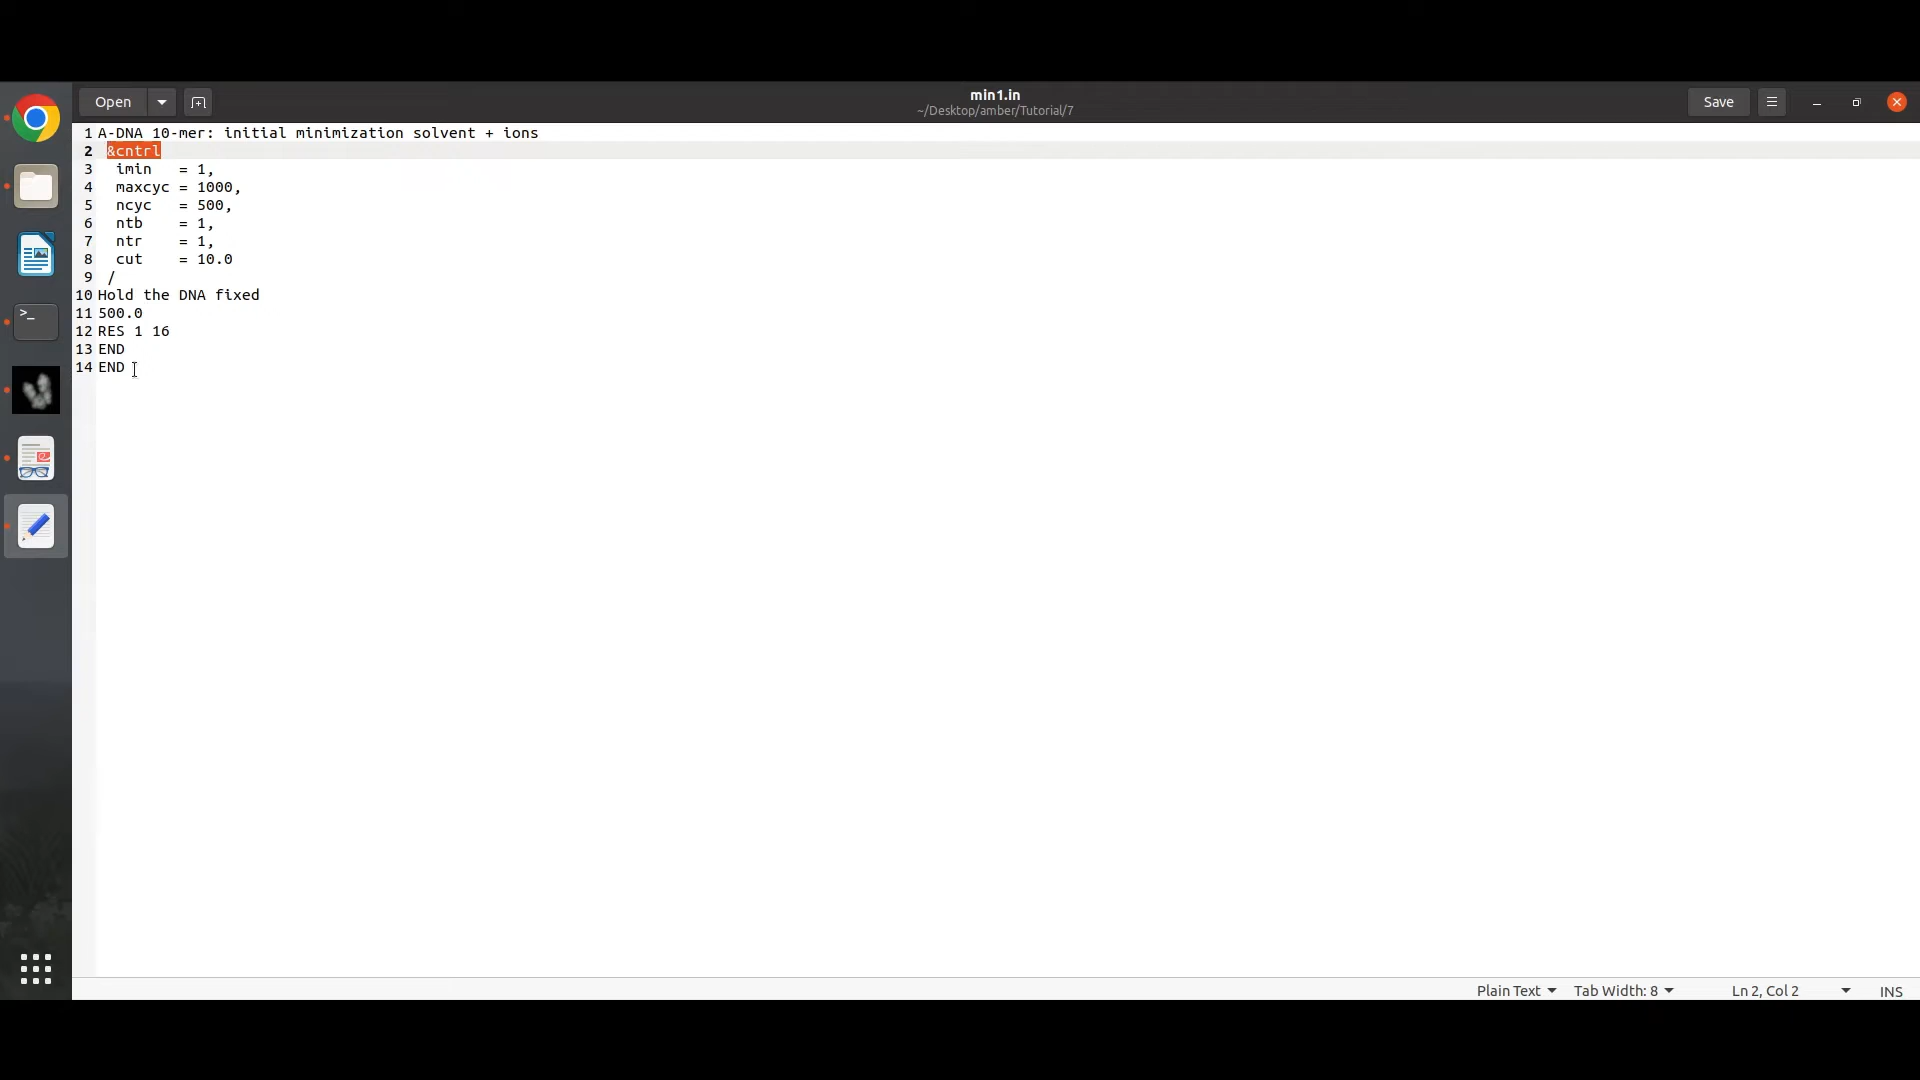 Open
min1.in
~/Desktop/amber/Tutorial/7
Save
1 A-DNA 10-mer: initial minimization solvent + ions
2  &cntrl
3   imin   = 1,
4   maxcyc = 1000,
5   ncyc   = 500,
6   ntb    = 1,
7   ntr    = 1,
8   cut    = 10.0
9  /
10 Hold the DNA fixed
11 500.0
12 RES 1 16
13 END
14 END
Plain Text Tab Width: 8 Ln 2, Col 2 INS